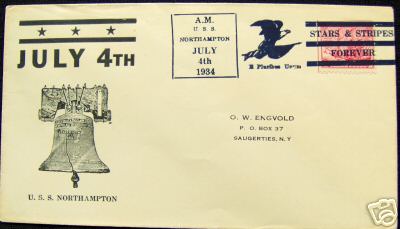 JULY 4TH
U. S. S. NORTHAMPTON
A.M.
U. S. S.
NORTHAMPTON
JULY
4th
1934
E Pluribus Unum
STARS & STRIPES
FOREVER
O. W. ENGVOLD
P. O. BOX 37
SAUGERTIES, N.Y